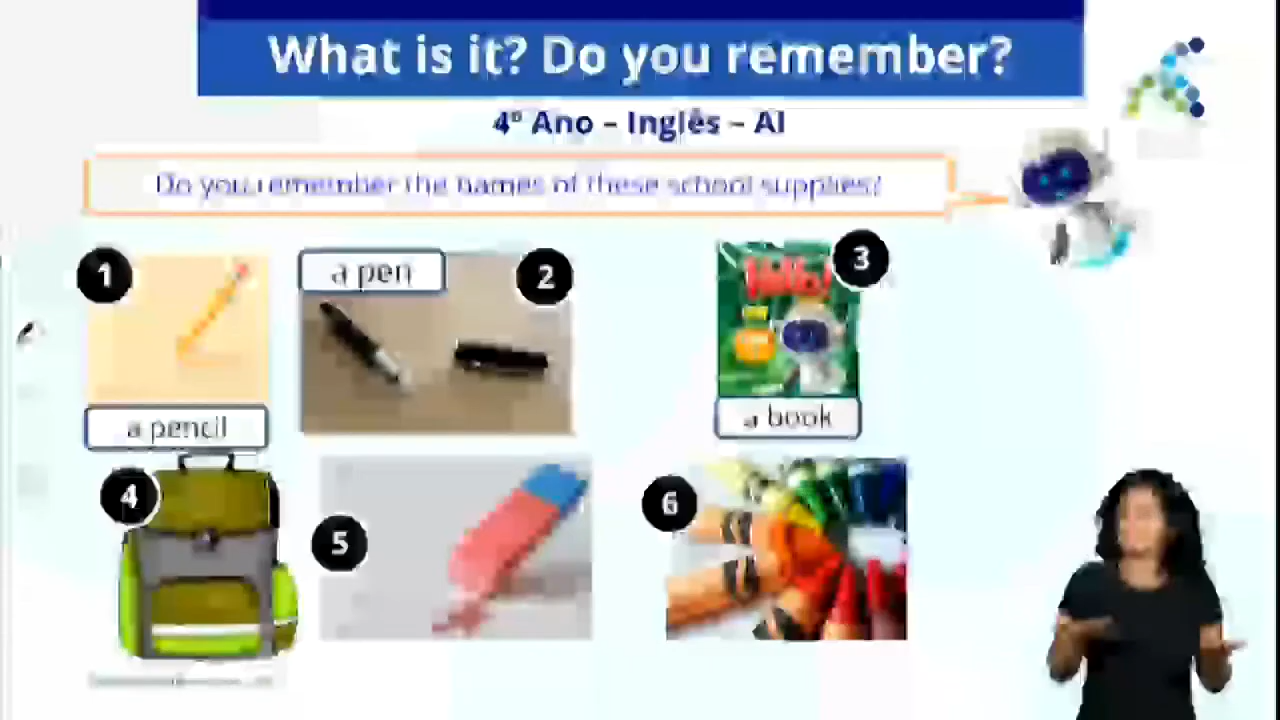 What is it? Do you remember?
4º Ano – Inglês – AI
Do you remember the names of these school supplies?
1
a pen
2
Hello!
3
a pencil
a book
4
5
6